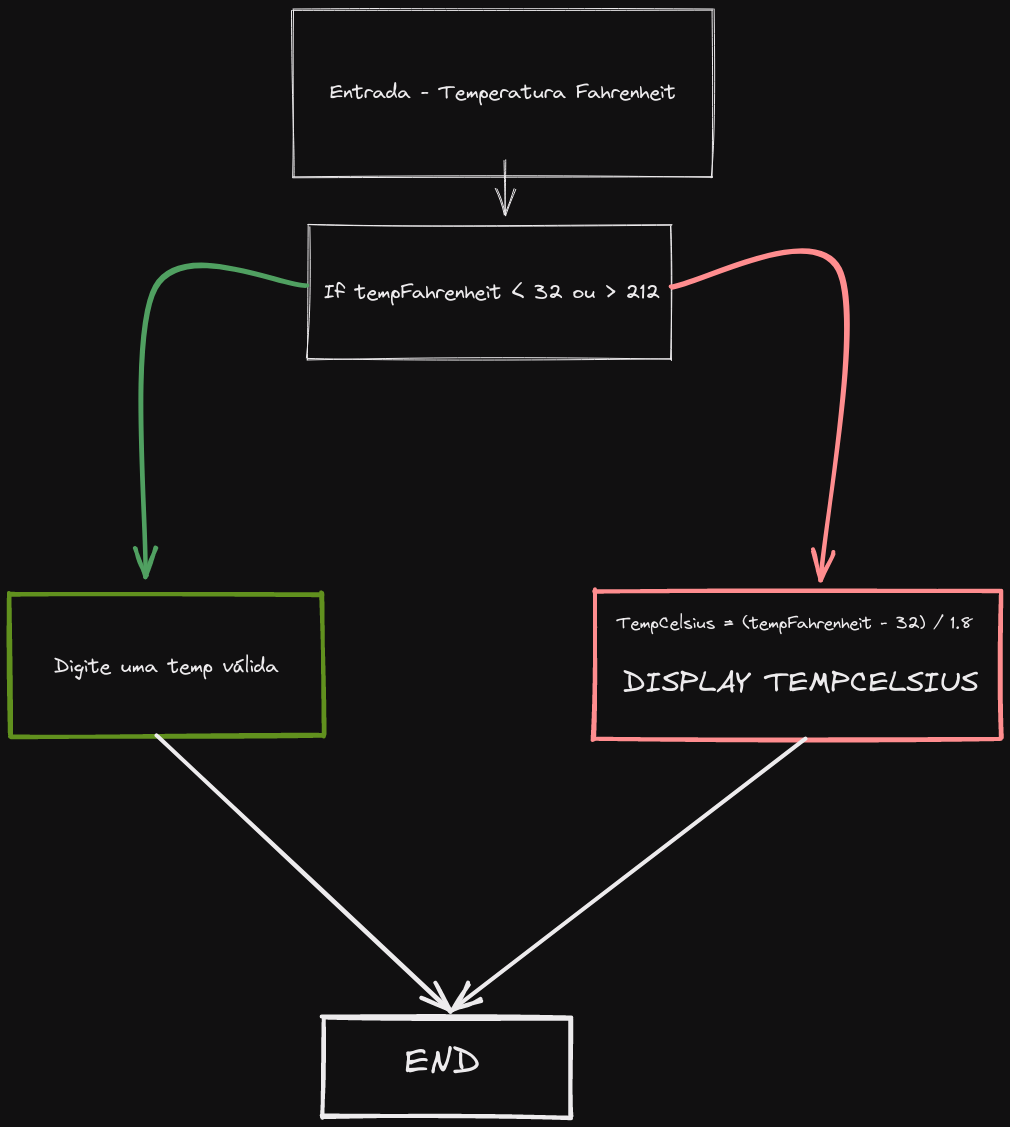 Entrada - Temperatura Fahrenheit
If tempFahrenheit < 32 ou > 212
Digite uma temp válida
TempCelsius = (tempFahrenheit - 32) / 1.8
DISPLAY TEMPCELSIUS
END